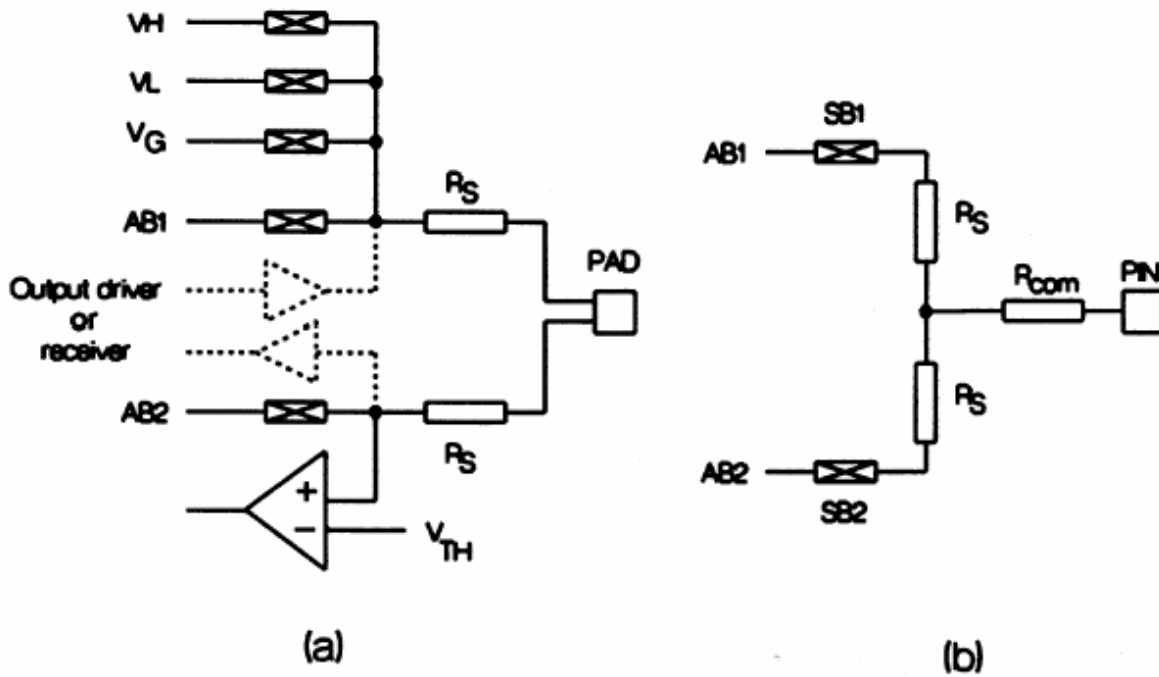 VH
VL
VG
AB1
RS
PAD
Output driver
or
receiver
AB2
RS
+
−
VTH
(a)
SB1
AB1
RS
Rcom
PIN
RS
AB2
SB2
(b)